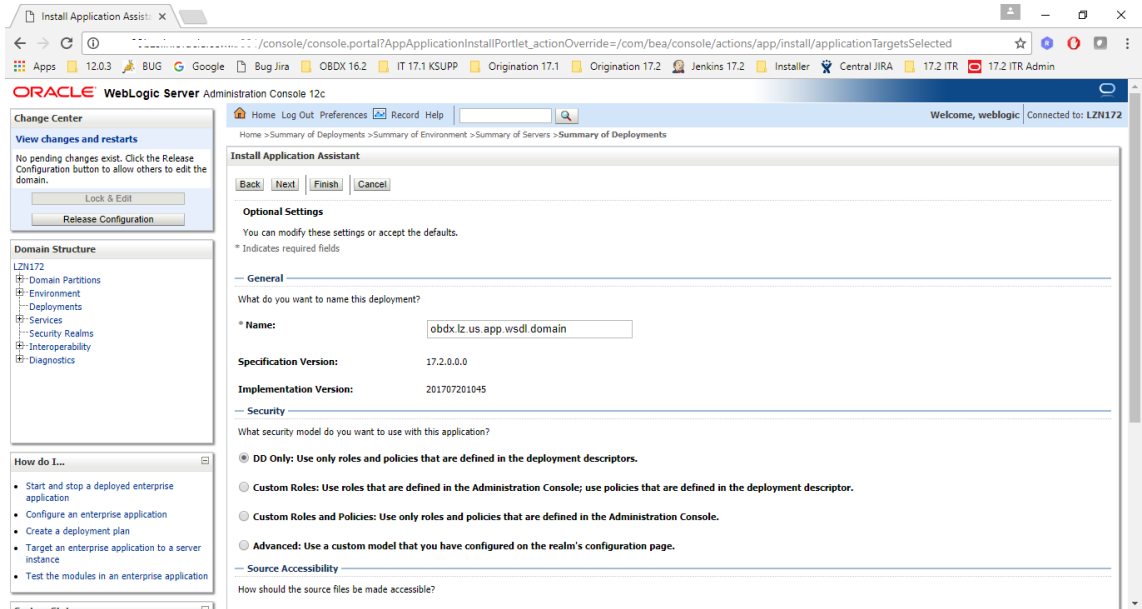 Install Application Assista
/console/console.portal?AppApplicationInstallPortlet_actionOverride=/com/bea/console/actions/app/install/applicationTargetsSelected
Apps 12.0.3 BUG Google Bug Jira OBDX 16.2 IT 17.1 KSUPP Origination 17.1 Origination 17.2 Jenkins 17.2 Installer Central JIRA 17.2 ITR 17.2 ITR Admin
ORACLE WebLogic Server Administration Console 12c
Change Center
View changes and restarts
No pending changes exist. Click the Release
Configuration button to allow others to edit the
domain.
Lock & Edit
Release Configuration
Domain Structure
LZN172
Domain Partitions
Environment
Deployments
Services
Security Realms
Interoperability
Diagnostics
How do I...
Start and stop a deployed enterprise
application
Configure an enterprise application
Create a deployment plan
Target an enterprise application to a server
instance
Test the modules in an enterprise application
Home Log Out Preferences Record Help
Welcome, weblogic Connected to: LZN172
Home >Summary of Deployments >Summary of Environment >Summary of Servers >Summary of Deployments
Install Application Assistant
Back Next Finish Cancel
Optional Settings
You can modify these settings or accept the defaults.
* Indicates required fields
General
What do you want to name this deployment?
* Name: obdx.lz.us.app.wsdl.domain
Specification Version: 17.2.0.0.0
Implementation Version: 201707201045
Security
What security model do you want to use with this application?
DD Only: Use only roles and policies that are defined in the deployment descriptors.
Custom Roles: Use roles that are defined in the Administration Console; use policies that are defined in the deployment descriptor.
Custom Roles and Policies: Use only roles and policies that are defined in the Administration Console.
Advanced: Use a custom model that you have configured on the realm's configuration page.
Source Accessibility
How should the source files be made accessible?